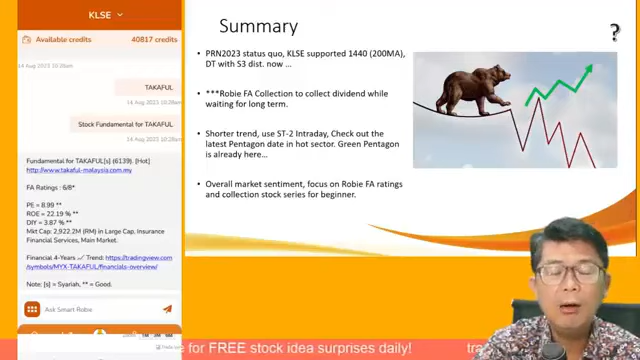 KLSE
Available credits
40817 credits
14 Aug 2023 10:28am
TAKAFUL
14 Aug 2023 10:28am
Stock Fundamental for TAKAFUL
14 Aug 2023 10:28am
Fundamental for TAKAFUL[s] (6139). [Hot]
http://www.takaful-malaysia.com.my
FA Ratings : 6/8*
PE = 8.99 **
ROE = 22.19 % **
DIY = 3.87 % **
Mkt Cap: 2,922.2M (RM) in Large Cap, Insurance
Financial Services, Main Market.
Financial 4-Years Trend: https://tradingview.com
/symbols/MYX-TAKAFUL/financials-overview/
Note: [s] = Syariah, ** = Good.
Ask Smart Robie
Summary
?
• PRN2023 status quo, KLSE supported 1440 (200MA),
DT with S3 dist. now ...
• ***Robie FA Collection to collect dividend while
waiting for long term.
• Shorter trend, use ST-2 Intraday, Check out the
latest Pentagon date in hot sector. Green Pentagon
is already here...
• Overall market sentiment, focus on Robie FA ratings
and collection stock series for beginner.
e for FREE stock idea surprises daily!